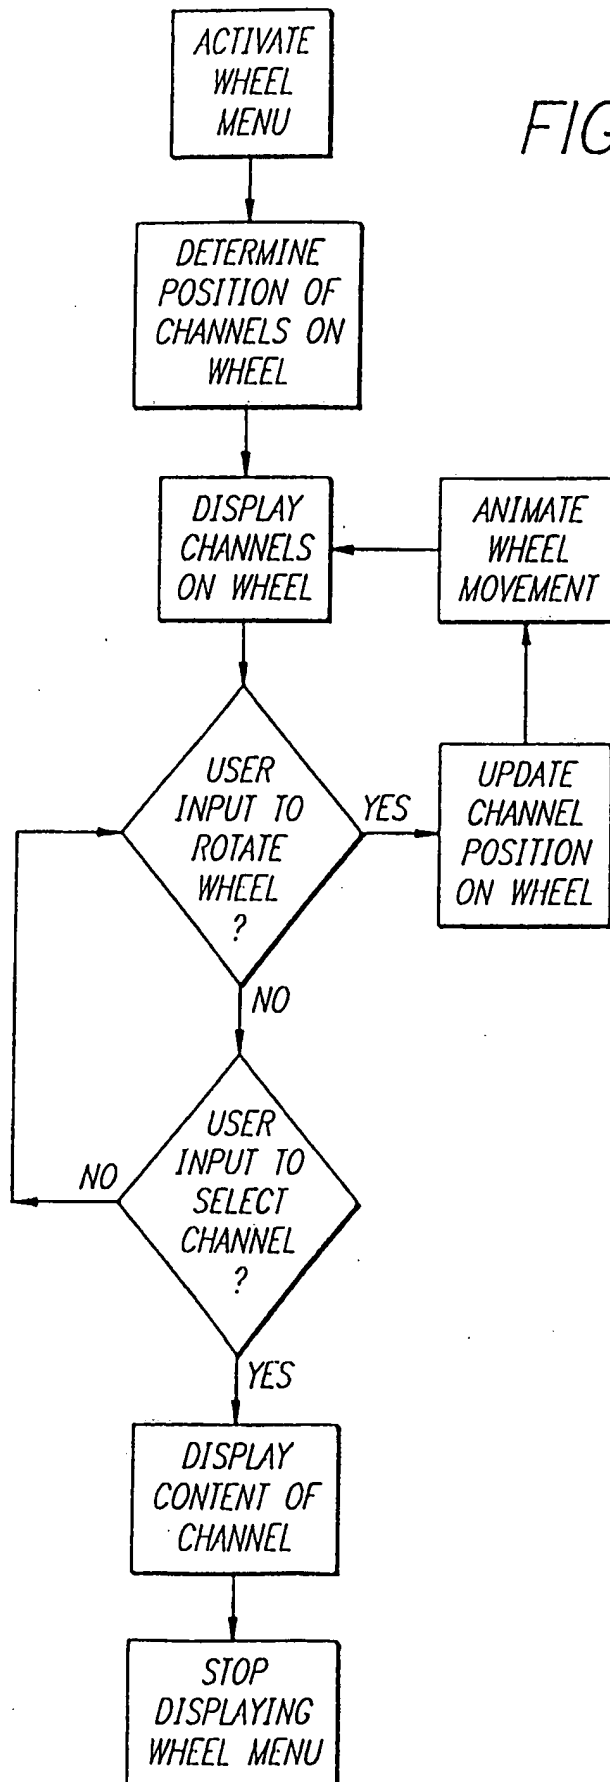 ACTIVATE
WHEEL
MENU
FIG
DETERMINE
POSITION OF
CHANNELS ON
WHEEL
DISPLAY
CHANNELS
ON WHEEL
ANIMATE
WHEEL
MOVEMENT
USER
INPUT TO
ROTATE
WHEEL
?
YES
UPDATE
CHANNEL
POSITION
ON WHEEL
NO
USER
INPUT TO
SELECT
CHANNEL
?
NO
YES
DISPLAY
CONTENT OF
CHANNEL
STOP
DISPLAYING
WHEEL MENU